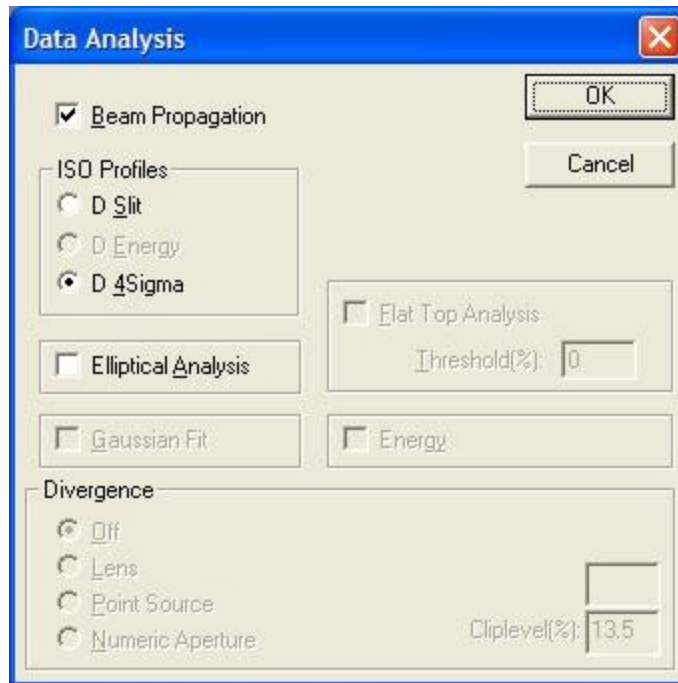 Data Analysis
Beam Propagation
OK
Cancel
ISO Profiles
D Slit
D Energy
D 4Sigma
Flat Top Analysis
Threshold(%): 0
Elliptical Analysis
Gaussian Fit
Energy
Divergence
Off
Lens
Point Source
Numeric Aperture
Cliplevel(%): 13.5